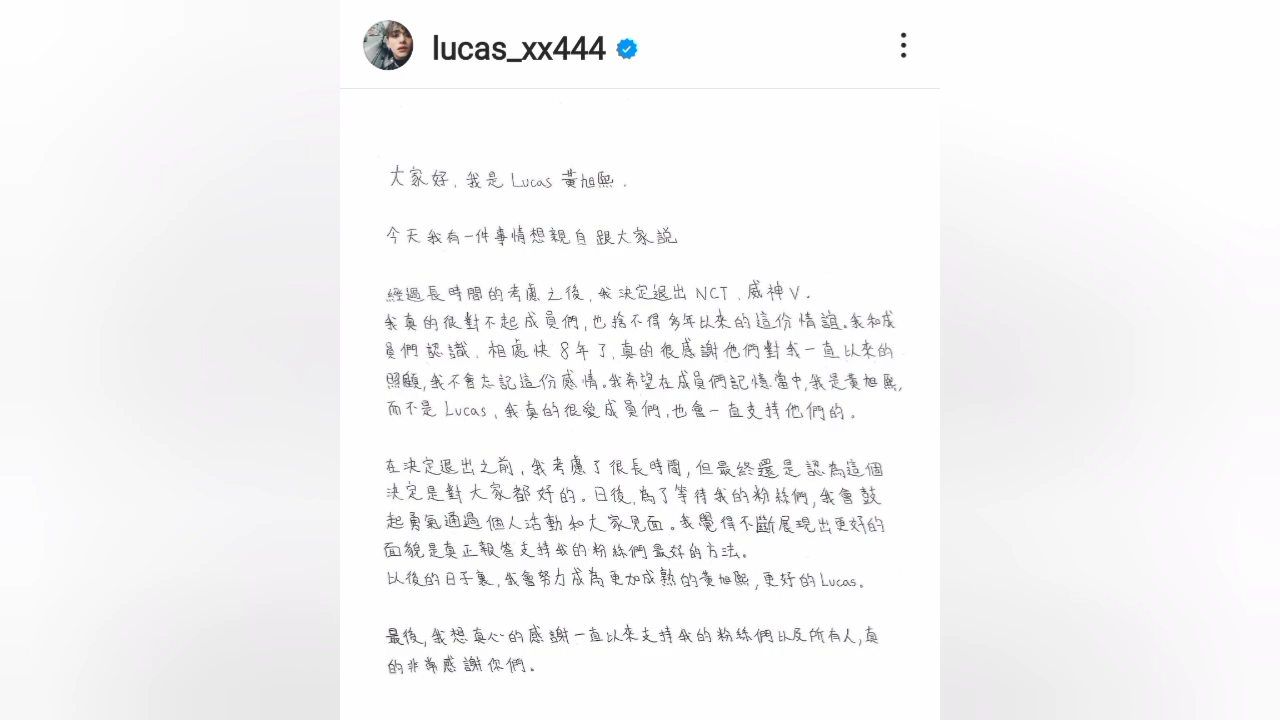 lucas_xx444
大家好、我是 Lucas 黃旭熙.
今天我有一件事情想親自跟大家説
經過長時間的考慮之後，我決定退出 NCT、威神V.
我真的很對不起成員們，也捨不得多年以來的這份情誼。我和成
員們認識、相處快8年了，真的很感謝他們對我一直以來的
照顧，我不會忘記這份感情。我希望在成員們記憶當中，我是黃旭熙，
而不是 Lucas、我真的很愛成員們，也會一直支持他們的。
在決定退出之前，我考慮了很長時間，但最終還是認為這個
決定是對大家都好的。日後，為了等待我的粉絲們，我會鼓
起勇氣通過個人活動和大家見面。我覺得不斷展現出更好的
面貌是真正報答支持我的粉絲們最好的方法。
以後的日子裏，我會努力成為更加成熟的黃旭熙，更好的Lucas。
最後，我想真心的感謝一直以來支持我的粉絲們以及所有人，真
的非常感謝你們。